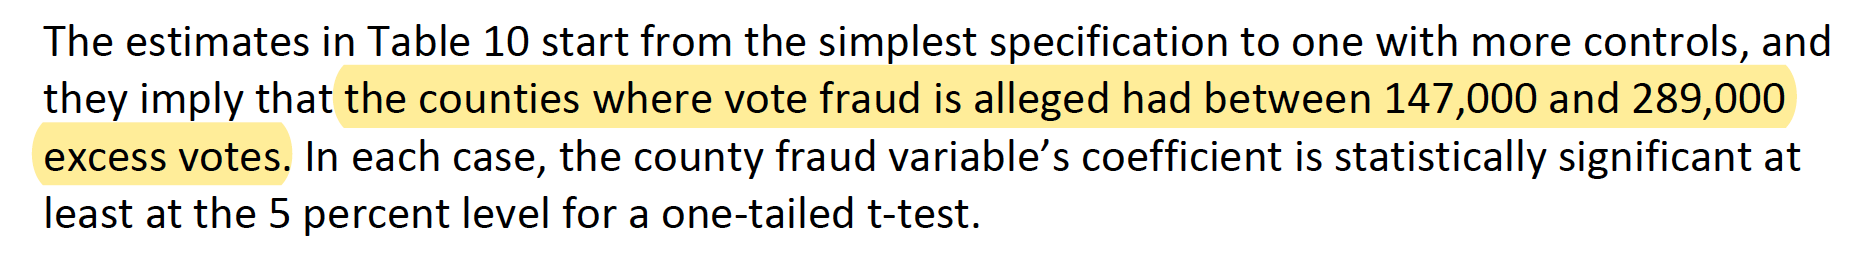 The estimates in Table 10 start from the simplest specification to one with more controls, and
they imply that the counties where vote fraud is alleged had between 147,000 and 289,000
excess votes. In each case, the county fraud variable’s coefficient is statistically significant at
least at the 5 percent level for a one-tailed t-test.